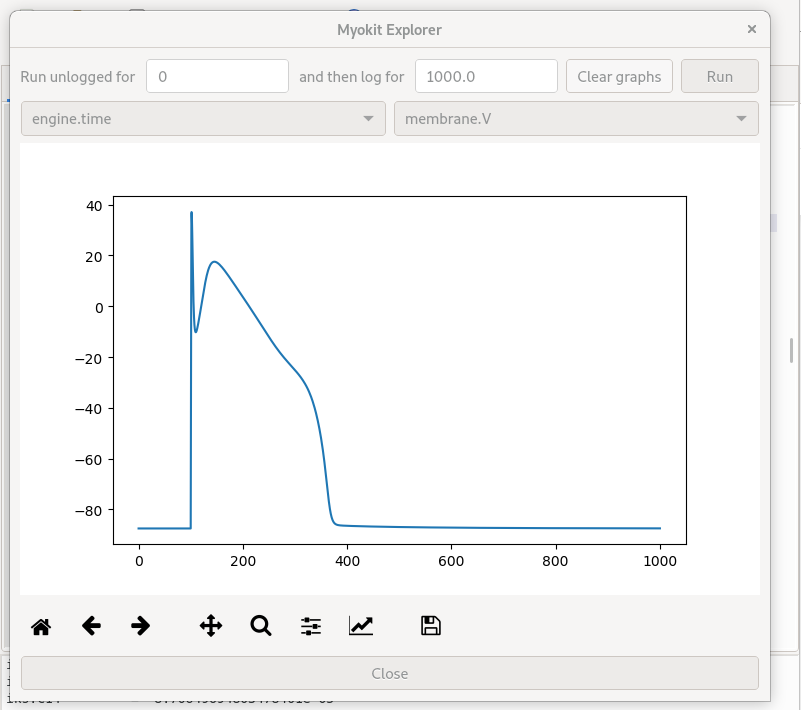 Myokit Explorer
Run unlogged for 0 and then log for 1000.0 Clear graphs Run
engine.time membrane.V
40
20
0
−20
−40
−60
−80
0 200 400 600 800 1000
Close